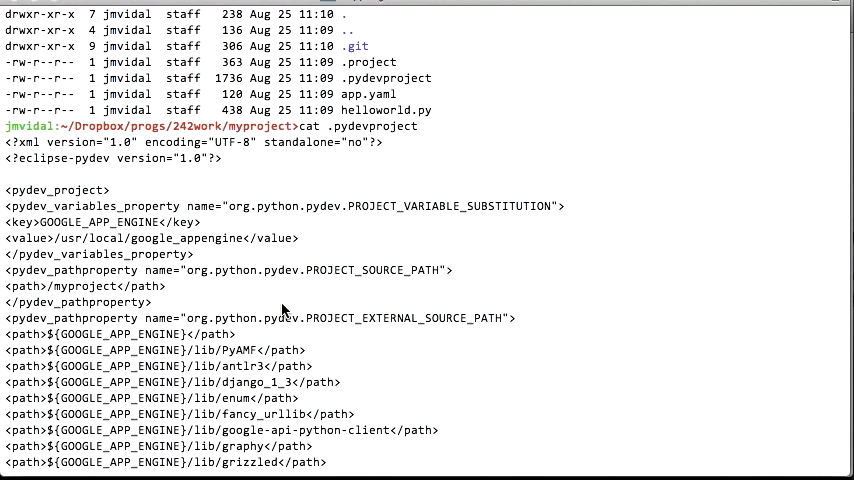 drwxr-xr-x  7 jmvidal  staff   238 Aug 25 11:10 .
drwxr-xr-x  4 jmvidal  staff   136 Aug 25 11:09 ..
drwxr-xr-x  9 jmvidal  staff   306 Aug 25 11:10 .git
-rw-r--r--  1 jmvidal  staff   363 Aug 25 11:09 .project
-rw-r--r--  1 jmvidal  staff  1736 Aug 25 11:09 .pydevproject
-rw-r--r--  1 jmvidal  staff   120 Aug 25 11:09 app.yaml
-rw-r--r--  1 jmvidal  staff   438 Aug 25 11:09 helloworld.py
jmvidal:~/Dropbox/progs/242work/myproject>cat .pydevproject
<?xml version="1.0" encoding="UTF-8" standalone="no"?>
<?eclipse-pydev version="1.0"?>
<pydev_project>
<pydev_variables_property name="org.python.pydev.PROJECT_VARIABLE_SUBSTITUTION">
<key>GOOGLE_APP_ENGINE</key>
<value>/usr/local/google_appengine</value>
</pydev_variables_property>
<pydev_pathproperty name="org.python.pydev.PROJECT_SOURCE_PATH">
<path>/myproject</path>
</pydev_pathproperty>
<pydev_pathproperty name="org.python.pydev.PROJECT_EXTERNAL_SOURCE_PATH">
<path>${GOOGLE_APP_ENGINE}</path>
<path>${GOOGLE_APP_ENGINE}/lib/PyAMF</path>
<path>${GOOGLE_APP_ENGINE}/lib/antlr3</path>
<path>${GOOGLE_APP_ENGINE}/lib/django_1_3</path>
<path>${GOOGLE_APP_ENGINE}/lib/enum</path>
<path>${GOOGLE_APP_ENGINE}/lib/fancy_urllib</path>
<path>${GOOGLE_APP_ENGINE}/lib/google-api-python-client</path>
<path>${GOOGLE_APP_ENGINE}/lib/graphy</path>
<path>${GOOGLE_APP_ENGINE}/lib/grizzled</path>